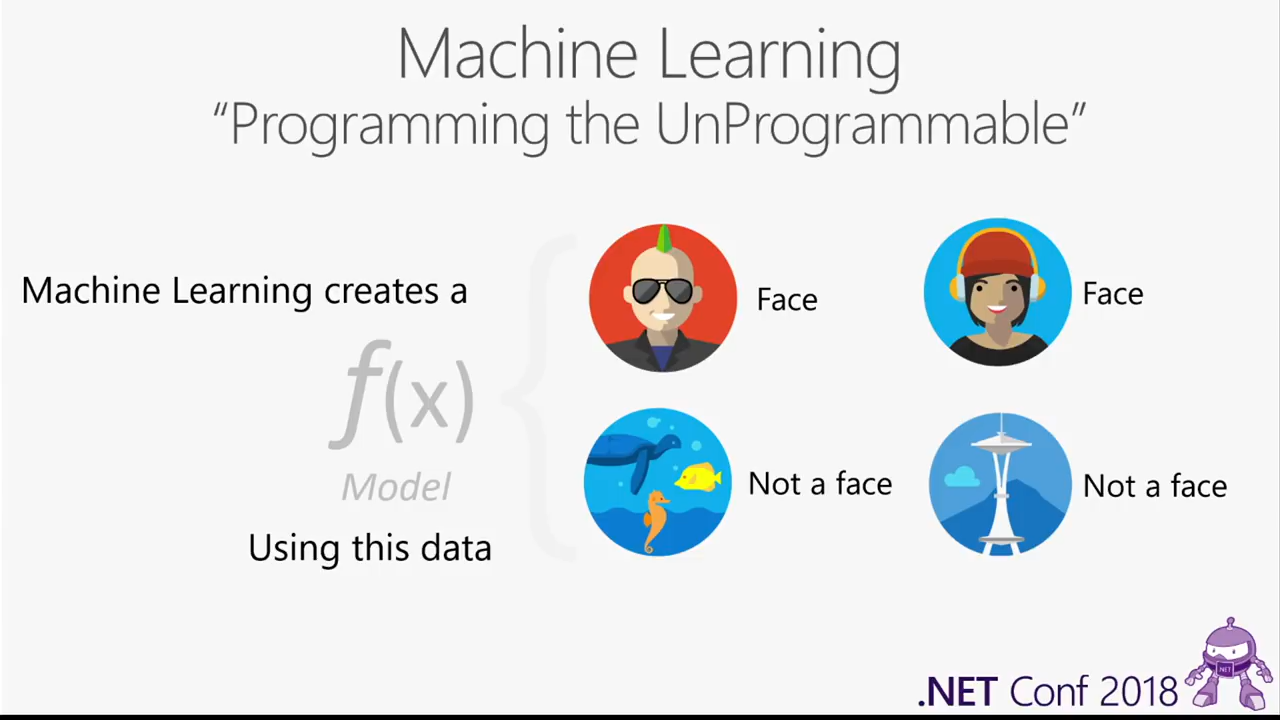 Machine Learning
“Programming the UnProgrammable”
Machine Learning creates a
f(x)
Model
Using this data
Face
Face
Not a face
Not a face
.NET Conf 2018
.NET